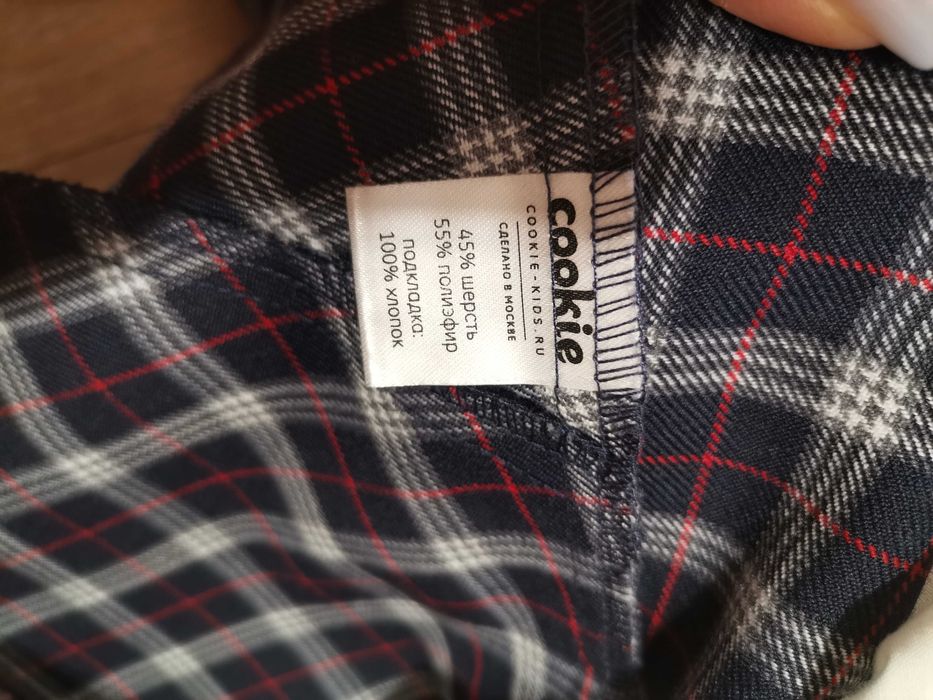 cookie
COOKIE-KIDS.RU
СДЕЛАНО В МОСКВЕ
45% шерсть
55% полиэфир
подкладка:
100% хлопок